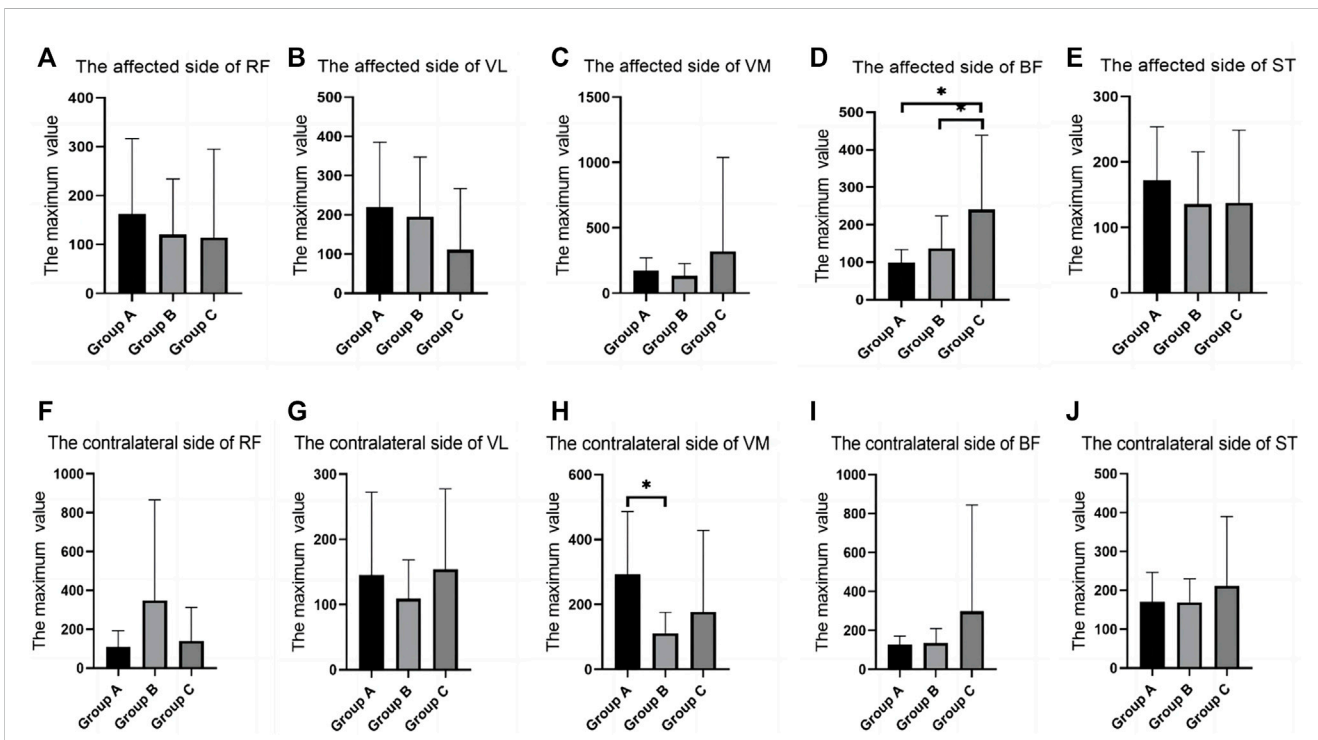 A The affected side of RF
The maximum value
400
300
200
100
0
Group A
Group B
Group C
B The affected side of VL
The maximum value
500
400
300
200
100
0
Group A
Group B
Group C
C The affected side of VM
The maximum value
1500
1000
500
0
Group A
Group B
Group C
D The affected side of BF
The maximum value
500
400
300
200
100
0
*
*
Group A
Group B
Group C
E The affected side of ST
The maximum value
300
200
100
0
Group A
Group B
Group C
F The contralateral side of RF
The maximum value
1000
800
600
400
200
0
Group A
Group B
Group C
G The contralateral side of VL
The maximum value
300
200
100
0
Group A
Group B
Group C
H The contralateral side of VM
The maximum value
600
400
200
0
*
Group A
Group B
Group C
I The contralateral side of BF
The maximum value
1000
800
600
400
200
0
Group A
Group B
Group C
J The contralateral side of ST
The maximum value
500
400
300
200
100
0
Group A
Group B
Group C